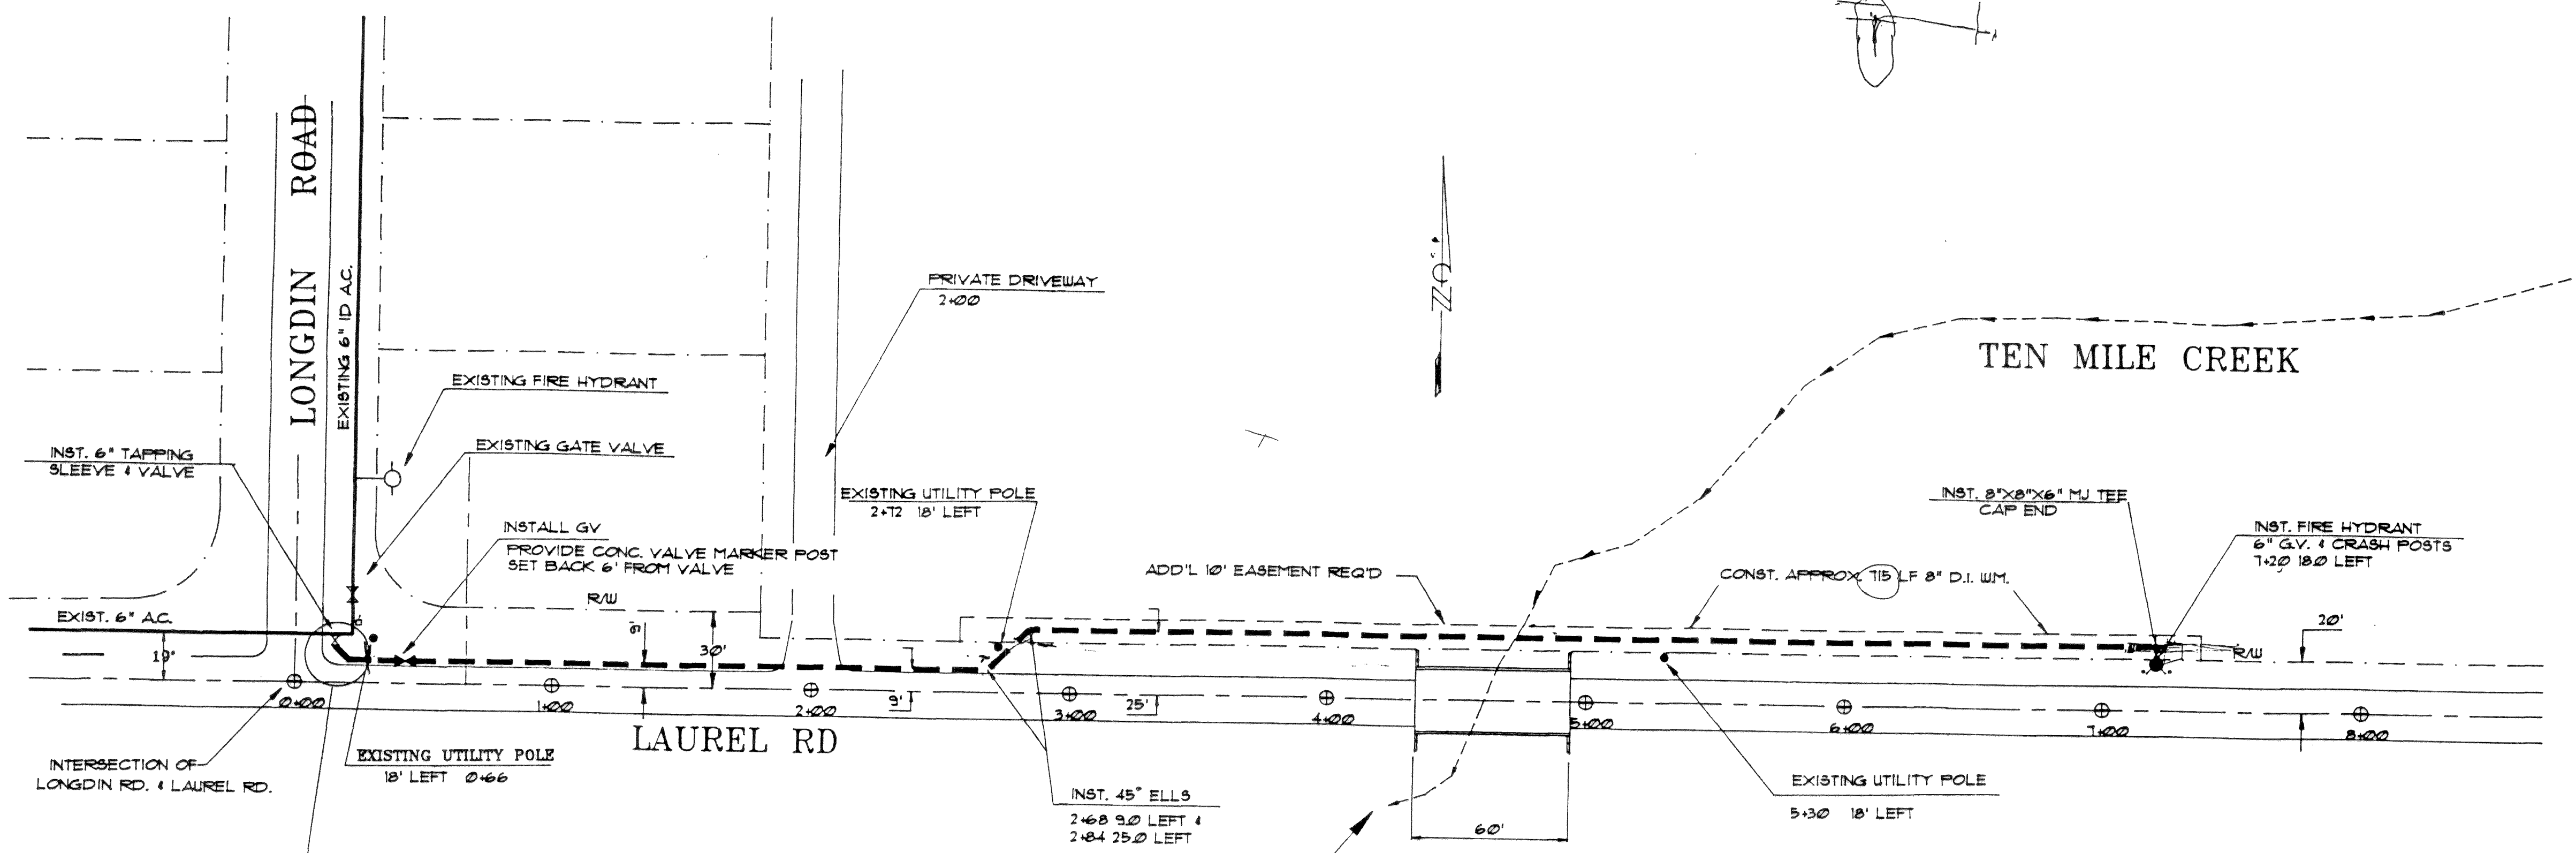 LONGDIN ROAD
EXISTING 6" ID A.C.
PRIVATE DRIVEWAY
2+00
TEN MILE CREEK
EXISTING FIRE HYDRANT
EXISTING GATE VALVE
INST. 6" TAPPING
SLEEVE & VALVE
INSTALL GV
PROVIDE CONC. VALVE MARKER POST
SET BACK 6' FROM VALVE
EXISTING UTILITY POLE
2+72 18' LEFT
INST. 8"X8"X6" MJ TEE
CAP END
INST. FIRE HYDRANT
6" G.V. & CRASH POSTS
7+20 18.0 LEFT
ADD'L 10' EASEMENT REQ'D
CONST. APPROX. 715 LF 8" D.I. WM.
R/W
EXIST. 6" A.C.
19'
9'
30'
20'
R/W
9'
25'
0+00
1+00
2+00
3+00
4+00
5+00
6+00
7+00
8+00
LAUREL RD
INTERSECTION OF
LONGDIN RD. & LAUREL RD.
EXISTING UTILITY POLE
18' LEFT 0+66
INST. 45° ELLS
2+68 9.0 LEFT &
2+84 25.0 LEFT
60'
EXISTING UTILITY POLE
5+30 18' LEFT